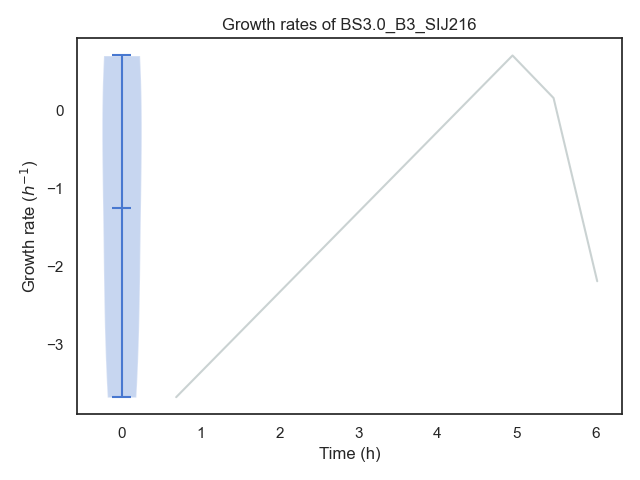 Growth rates of BS3.0_B3_SIJ216
Growth rate ($h^{-1}$)
0
−1
−2
−3
0 1 2 3 4 5 6
Time (h)